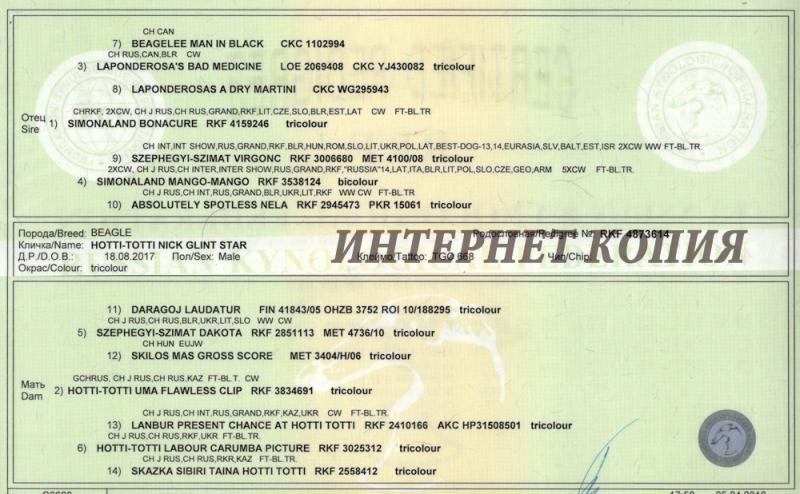 CH CAN
7) BEAGELEE MAN IN BLACK CKC 1102994
CH RUS,CAN,BLR CW
3) LAPONDEROSA'S BAD MEDICINE LOE 2069408 CKC YJ430082 tricolour
8) LAPONDEROSAS A DRY MARTINI CKC WG295943
CHRKF, 2XCW, CH J RUS,CH RUS,GRAND,RKF,LIT,CZE,SLO,BLR,EST,LAT CW FT-BL.TR
Отец
Sire 1) SIMONALAND BONACURE RKF 4159246 tricolour
CH INT,INT SHOW,RUS,GRAND,RKF,BLR,HUN,ROM,SLO,LIT,UKR,POL,LAT,BEST-DOG-13,14,EURASIA,SLV,BALT,EST,ISR 2XCW WW FT-BL.TR.
9) SZEPHEGYI-SZIMAT VIRGONC RKF 3006680 MET 4100/08 tricolour
2XCW, CH J RUS,CH INTER,INTER SHOW,RUS,GRAND,RKF,"RUSSIA"14,LAT,ITA,BLR,LIT,POL,SLO,CZE,GEO,ARM 5XCW FT-BL.TR.
4) SIMONALAND MANGO-MANGO RKF 3538124 bicolour
CH J RUS,CH INT,RUS,GRAND,BLR,UKR,LIT,RKF WW CW FT-BL.TR
10) ABSOLUTELY SPOTLESS NELA RKF 2945473 PKR 15061 tricolour
Порода/Breed: BEAGLE Родословная/Pedigree № RKF 4873614
Кличка/Name: HOTTI-TOTTI NICK GLINT STAR
ИНТЕРНЕТ КОПИЯ
Д.Р./D.O.B.: 18.08.2017 Пол/Sex: Male Клеймо/Tattoo: TGO 668 Чип/Chip:
Окрас/Colour: tricolour
11) DARAGOJ LAUDATUR FIN 41843/05 OHZB 3752 ROI 10/188295 tricolour
CH J RUS,CH RUS,BLR,UKR,LIT,SLO WW CW
5) SZEPHEGYI-SZIMAT DAKOTA RKF 2851113 MET 4736/10 tricolour
CH HUN EUJW
12) SKILOS MAS GROSS SCORE MET 3404/H/06 tricolour
GCHRUS, CH J RUS,CH RUS,KAZ FT-BL.T. CW
Мать
Dam 2) HOTTI-TOTTI UMA FLAWLESS CLIP RKF 3834691 tricolour
CH J RUS,CH INT,RUS,GRAND,RKF,KAZ,UKR CW FT-BL.TR.
13) LANBUR PRESENT CHANCE AT HOTTI TOTTI RKF 2410166 AKC HP31508501 tricolour
CH J RUS,CH RUS,RKF,UKR FT-BL.TR.
6) HOTTI-TOTTI LABOUR CARUMBA PICTURE RKF 3025312 tricolour
CH J RUS,CH RUS,RKR,KAZ FT-BL.TR.
14) SKAZKA SIBIRI TAINA HOTTI TOTTI RKF 2558412 tricolour